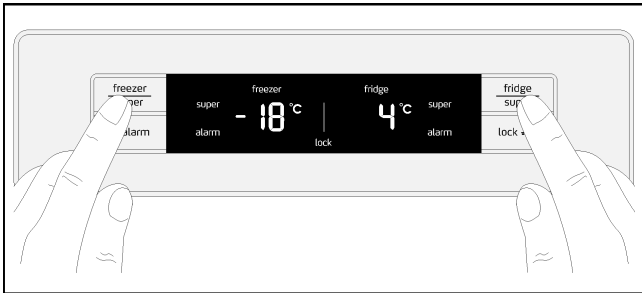 freezer
alarm
freezer
super
-18 °C
alarm
lock
fridge
4 °C
super
alarm
fridge
lock